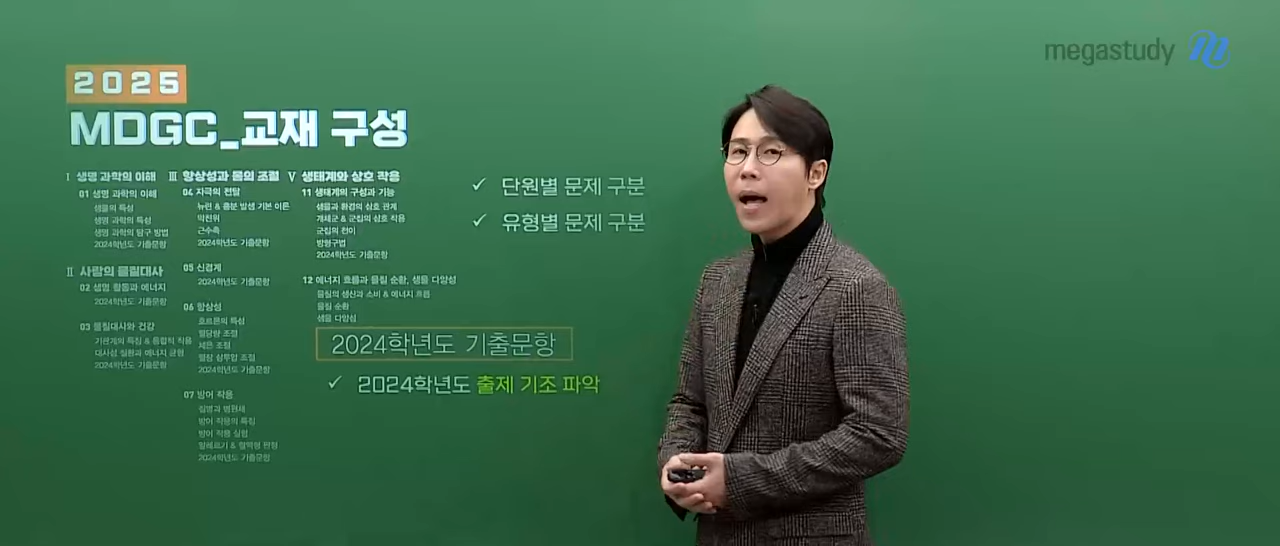 megastudy
2025
MDGC_교재 구성
Ⅰ 생명 과학의 이해
01 생명 과학의 이해
생물의 특성
생명 과학의 특성
생명 과학의 탐구 방법
2024학년도 기출문항
Ⅱ 사람의 물질대사
02 생명 활동과 에너지
2024학년도 기출문항
03 물질대사와 건강
기관계의 특징 & 통합적 작용
대사성 질환과 에너지 균형
2024학년도 기출문항
Ⅲ 항상성과 몸의 조절
04 자극의 전달
뉴런 & 흥분 발생 기본 이론
막전위
근수축
2024학년도 기출문항
05 신경계
2024학년도 기출문항
06 항상성
호르몬의 특성
혈당량 조절
체온 조절
혈장 삼투압 조절
2024학년도 기출문항
07 방어 작용
질병과 병원체
방어 작용의 특징
방어 작용 실험
알레르기 & 혈액형 판정
2024학년도 기출문항
Ⅴ 생태계와 상호 작용
11 생태계의 구성과 기능
생물과 환경의 상호 관계
개체군 & 군집의 상호 작용
군집의 천이
방형구법
2024학년도 기출문항
12 에너지 흐름과 물질 순환, 생물 다양성
물질의 생산과 소비 & 에너지 흐름
물질 순환
생물 다양성
2024학년도 기출문항
✓ 2024학년도 출제 기조 파악
✓ 단원별 문제 구분
✓ 유형별 문제 구분